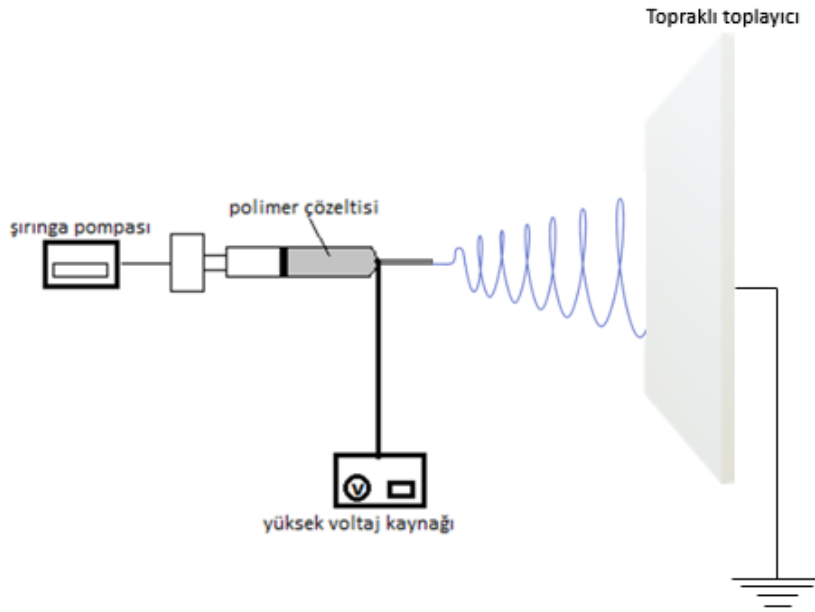 Topraklı toplayıcı
polimer çözeltisi
şırınga pompası
V
yüksek voltaj kaynağı